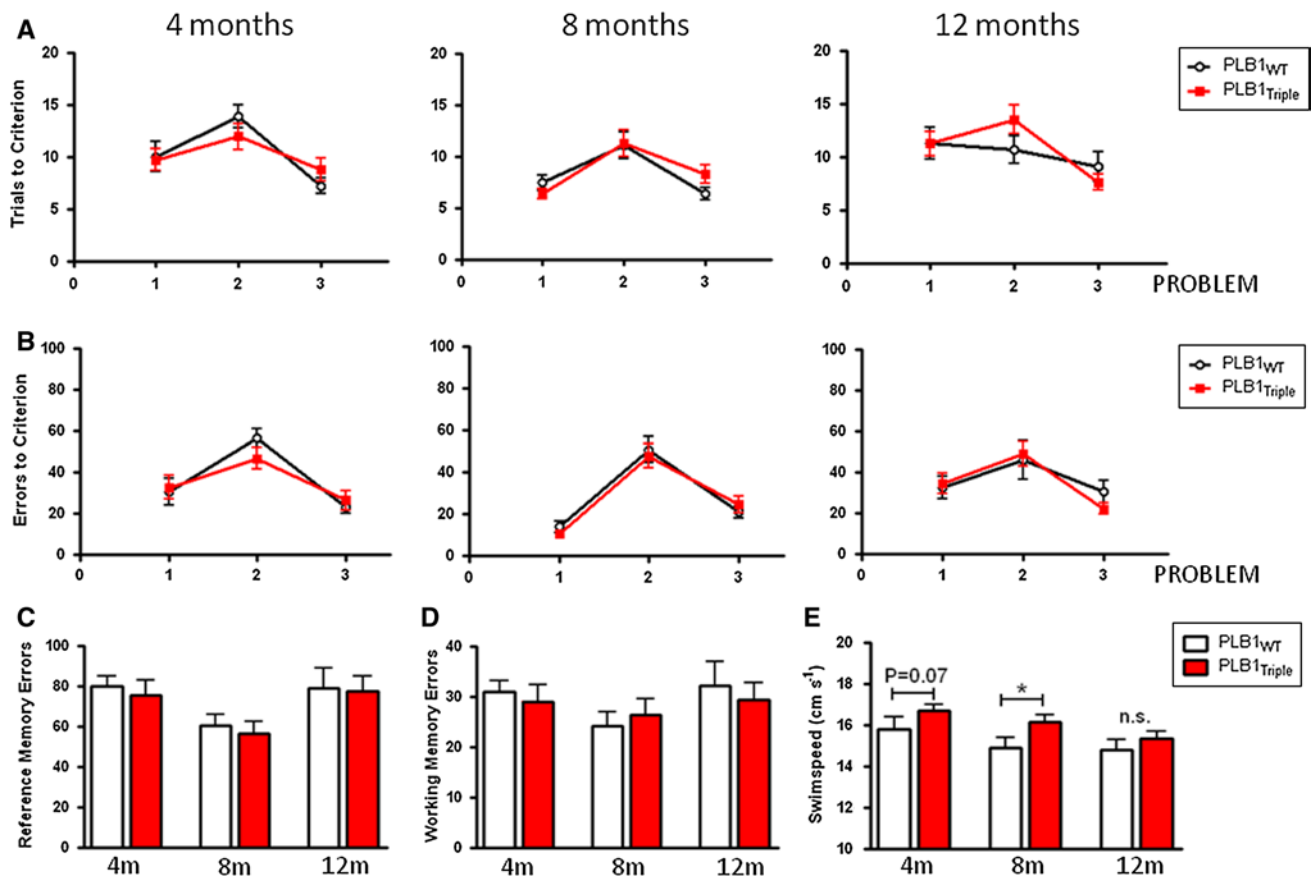 4 months
8 months
12 months
A
Trials to Criterion
20
15
10
5
0
0 1 2 3
20
15
10
5
0
0 1 2 3
20
15
10
5
0
0 1 2 3 PROBLEM
PLB1WT
PLB1Triple
B
Errors to Criterion
100
80
60
40
20
0
0 1 2 3
100
80
60
40
20
0
0 1 2 3
100
80
60
40
20
0
0 1 2 3 PROBLEM
PLB1WT
PLB1Triple
C
Reference Memory Errors
100
80
60
40
20
0
4m 8m 12m
D
Working Memory Errors
40
30
20
10
0
4m 8m 12m
E
Swimspeed (cm s-1)
20
18
16
14
12
10
P=0.07
*
n.s.
4m 8m 12m
PLB1WT
PLB1Triple